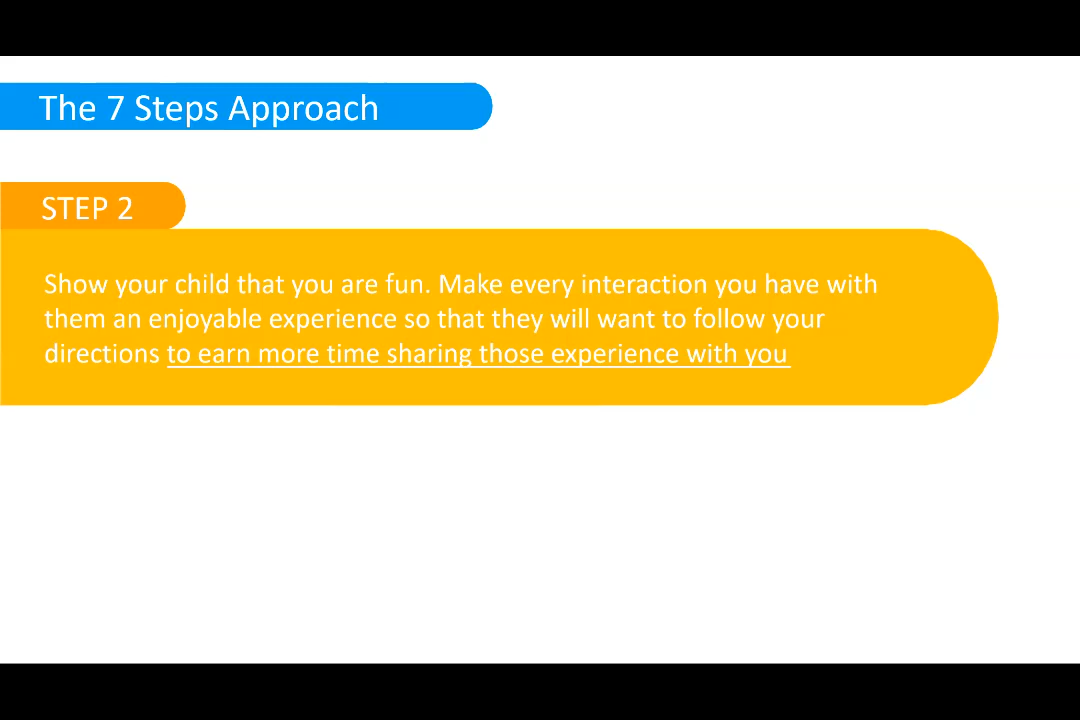 The 7 Steps Approach
STEP 2
Show your child that you are fun. Make every interaction you have with
them an enjoyable experience so that they will want to follow your
directions to earn more time sharing those experience with you